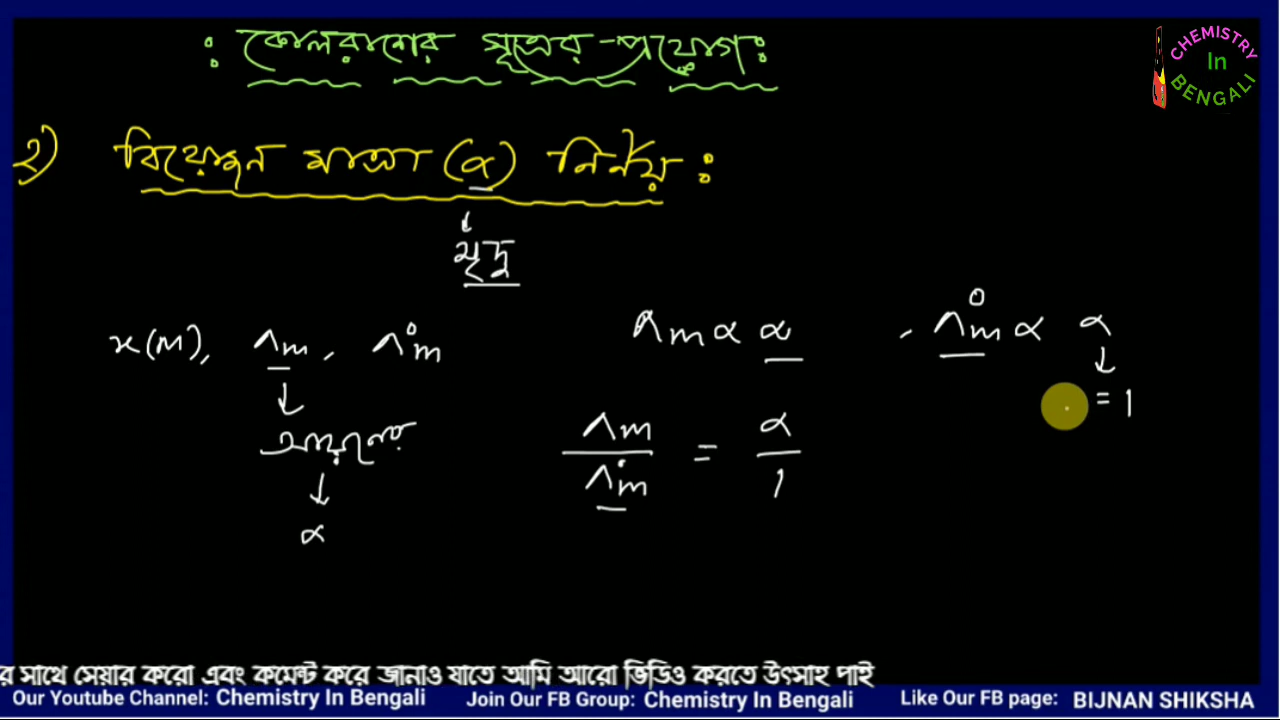 : কোলরাশের সূত্রের প্রয়োগ :
CHEMISTRY In BENGALI
২) বিয়োজন মাত্রা (α) নির্ণয় :
↓
মৃদু
x(M), Λm, Λ°m
Λm ∝ α , Λ°m ∝ α
↓ ↓
= 1
Λm / Λ°m = α / 1
আয়নের
↓
α
র সাথে সেয়ার করো এবং কমেন্ট করে জানাও যাতে আমি আরো ভিডিও করতে উৎসাহ পাই
Our Youtube Channel: Chemistry In Bengali Join Our FB Group: Chemistry In Bengali Like Our FB page: BIJNAN SHIKSHA